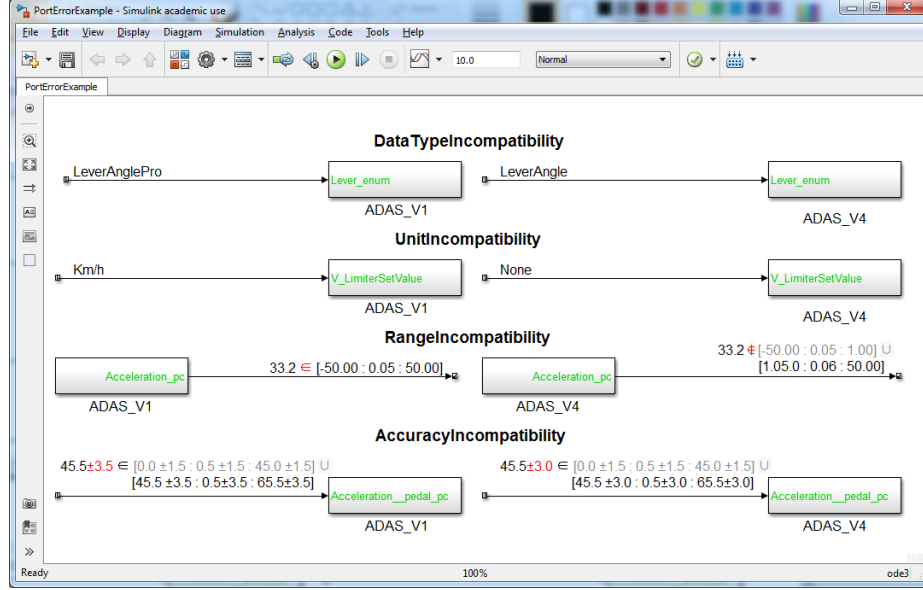 PortErrorExample - Simulink academic use
File Edit View Display Diagram Simulation Analysis Code Tools Help
10.0 Normal
PortErrorExample
DataTypeIncompatibility
LeverAnglePro LeverAngle
Lever_enum Lever_enum
ADAS_V1 ADAS_V4
UnitIncompatibility
Km/h None
V_LimiterSetValue V_LimiterSetValue
ADAS_V1 ADAS_V4
RangeIncompatibility
33.2 ∉ [-50.00 : 0.05 : 1.00] ∪
33.2 ∈ [-50.00 : 0.05 : 50.00] [1.05.0 : 0.06 : 50.00]
Acceleration_pc Acceleration_pc
ADAS_V1 ADAS_V4
AccuracyIncompatibility
45.5±3.5 ∈ [0.0 ±1.5 : 0.5 ±1.5 : 45.0 ±1.5] ∪ 45.5±3.0 ∈ [0.0 ±1.5 : 0.5 ±1.5 : 45.0 ±1.5] ∪
[45.5 ±3.5 : 0.5±3.5 : 65.5±3.5] [45.5 ±3.0 : 0.5±3.0 : 65.5±3.0]
Acceleration__pedal_pc Acceleration__pedal_pc
ADAS_V1 ADAS_V4
Ready 100% ode3